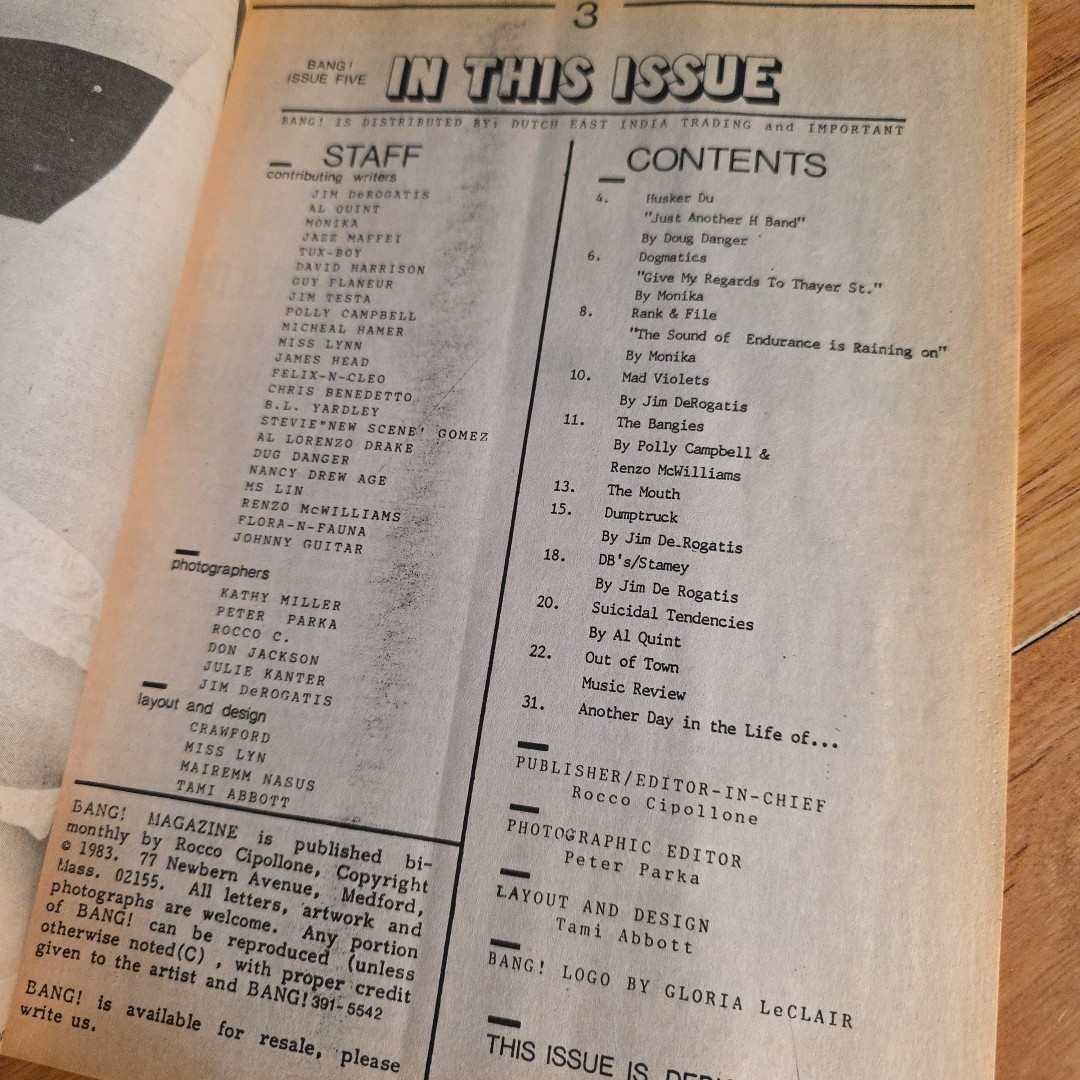 3
BANG!
ISSUE FIVE
IN THIS ISSUE
BANG! IS DISTRIBUTED BY: DUTCH EAST INDIA TRADING and IMPORTANT
STAFF
contributing writers
JIM DeROGATIS
AL QUINT
MONIKA
JAZZ MAFFEI
TUX-BOY
DAVID HARRISON
GUY FLANEUR
JIM TESTA
POLLY CAMPBELL
MICHEAL HAMER
MISS LYNN
JAMES HEAD
FELIX-N-CLEO
CHRIS BENEDETTO
B.L. YARDLEY
STEVIE"NEW SCENE' GOMEZ
AL LORENZO DRAKE
DUG DANGER
NANCY DREW AGE
MS LIN
RENZO McWILLIAMS
FLORA-N-FAUNA
JOHNNY GUITAR
photographers
KATHY MILLER
PETER PARKA
ROCCO C.
DON JACKSON
JULIE KANTER
JIM DeROGATIS
layout and design
CRAWFORD
MISS LYN
MAIREMM NASUS
TAMI ABBOTT
BANG! MAGAZINE is published bi-
monthly by Rocco Cipollone, Copyright
© 1983. 77 Newbern Avenue, Medford,
Mass. 02155. All letters, artwork and
photographs are welcome. Any portion
of BANG! can be reproduced (unless
otherwise noted(C) , with proper credit
given to the artist and BANG! 391-5542
BANG! is available for resale, please
write us.
CONTENTS
4. Husker Du
"Just Another H Band"
By Doug Danger
6. Dogmatics
"Give My Regards To Thayer St."
By Monika
8. Rank & File
"The Sound of Endurance is Raining on"
By Monika
10. Mad Violets
By Jim DeRogatis
11. The Bangies
By Polly Campbell &
Renzo McWilliams
13. The Mouth
15. Dumptruck
By Jim De_Rogatis
18. DB's/Stamey
By Jim De Rogatis
20. Suicidal Tendencies
By Al Quint
22. Out of Town
Music Review
31. Another Day in the Life of...
PUBLISHER/EDITOR-IN-CHIEF
Rocco Cipollone
PHOTOGRAPHIC EDITOR
Peter Parka
LAYOUT AND DESIGN
Tami Abbott
BANG! LOGO BY GLORIA LeCLAIR
THIS ISSUE IS